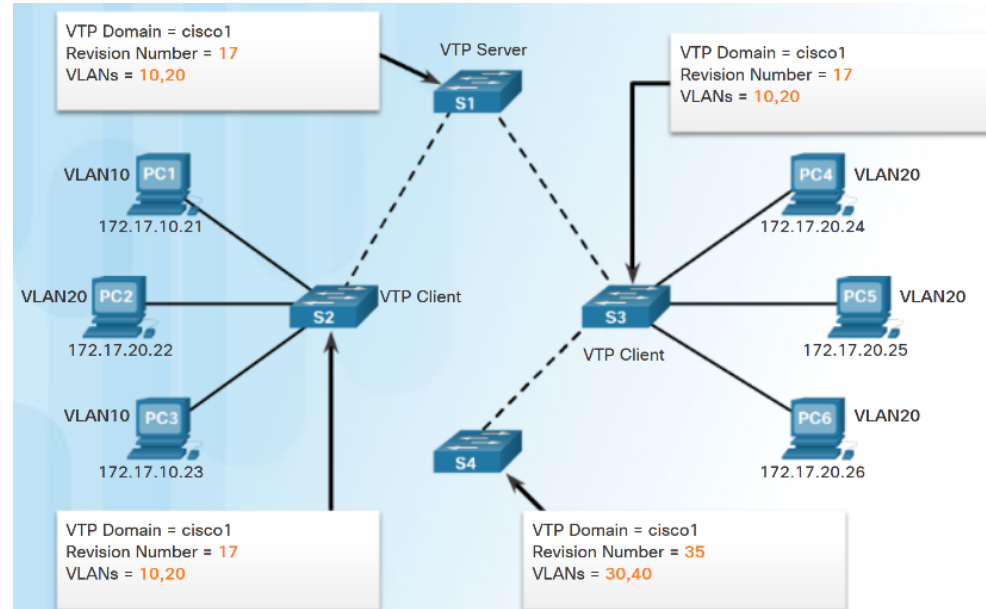 VTP Domain = cisco1
Revision Number = 17
VLANs = 10,20
VTP Server
S1
VTP Domain = cisco1
Revision Number = 17
VLANs = 10,20
VLAN10
PC1
172.17.10.21
PC4
VLAN20
172.17.20.24
VLAN20
PC2
172.17.20.22
S2
VTP Client
S3
VTP Client
PC5
VLAN20
172.17.20.25
VLAN10
PC3
172.17.10.23
S4
PC6
VLAN20
172.17.20.26
VTP Domain = cisco1
Revision Number = 17
VLANs = 10,20
VTP Domain = cisco1
Revision Number = 35
VLANs = 30,40